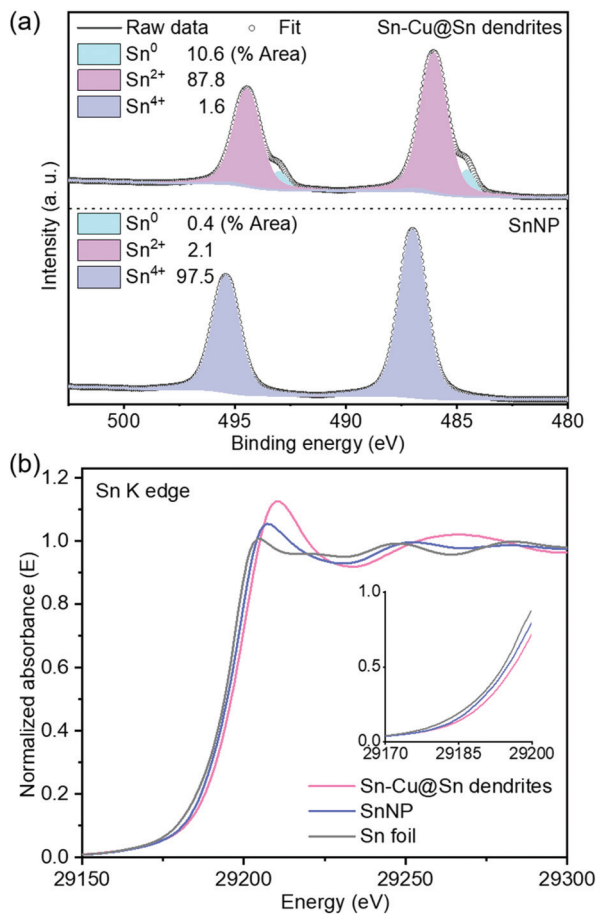 (a)
Raw data
Fit
Sn-Cu@Sn dendrites
Sn⁰ 10.6 (% Area)
Sn²⁺ 87.8
Sn⁴⁺ 1.6
SnNP
Sn⁰ 0.4 (% Area)
Sn²⁺ 2.1
Sn⁴⁺ 97.5
Intensity (a. u.)
500 495 490 485 480
Binding energy (eV)
(b)
Sn K edge
1.2
1.0
0.8
0.6
0.4
0.2
0.0
Normalized absorbance (E)
1.0
0.5
0.0
29170 29185 29200
Sn-Cu@Sn dendrites
SnNP
Sn foil
29150 29200 29250 29300
Energy (eV)